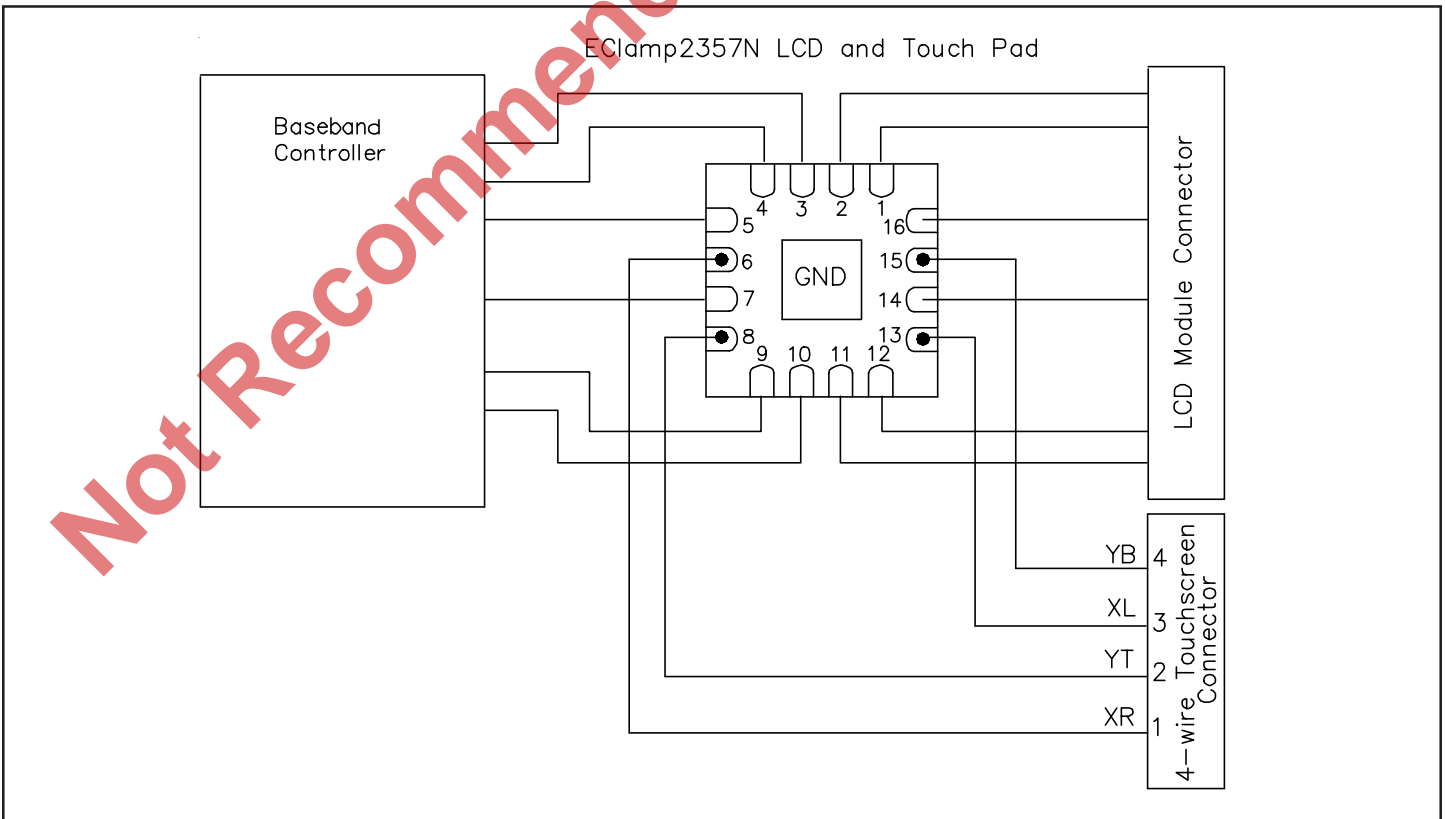 EClamp2357N LCD and Touch Pad
Baseband
Controller
4 3 2 1
5
16
6
15
GND
7
14
8
13
9 10 11 12
LCD Module Connector
YB 4
XL 3
YT 2
XR 1
4-wire Touchscreen
Connector
Not Recommen